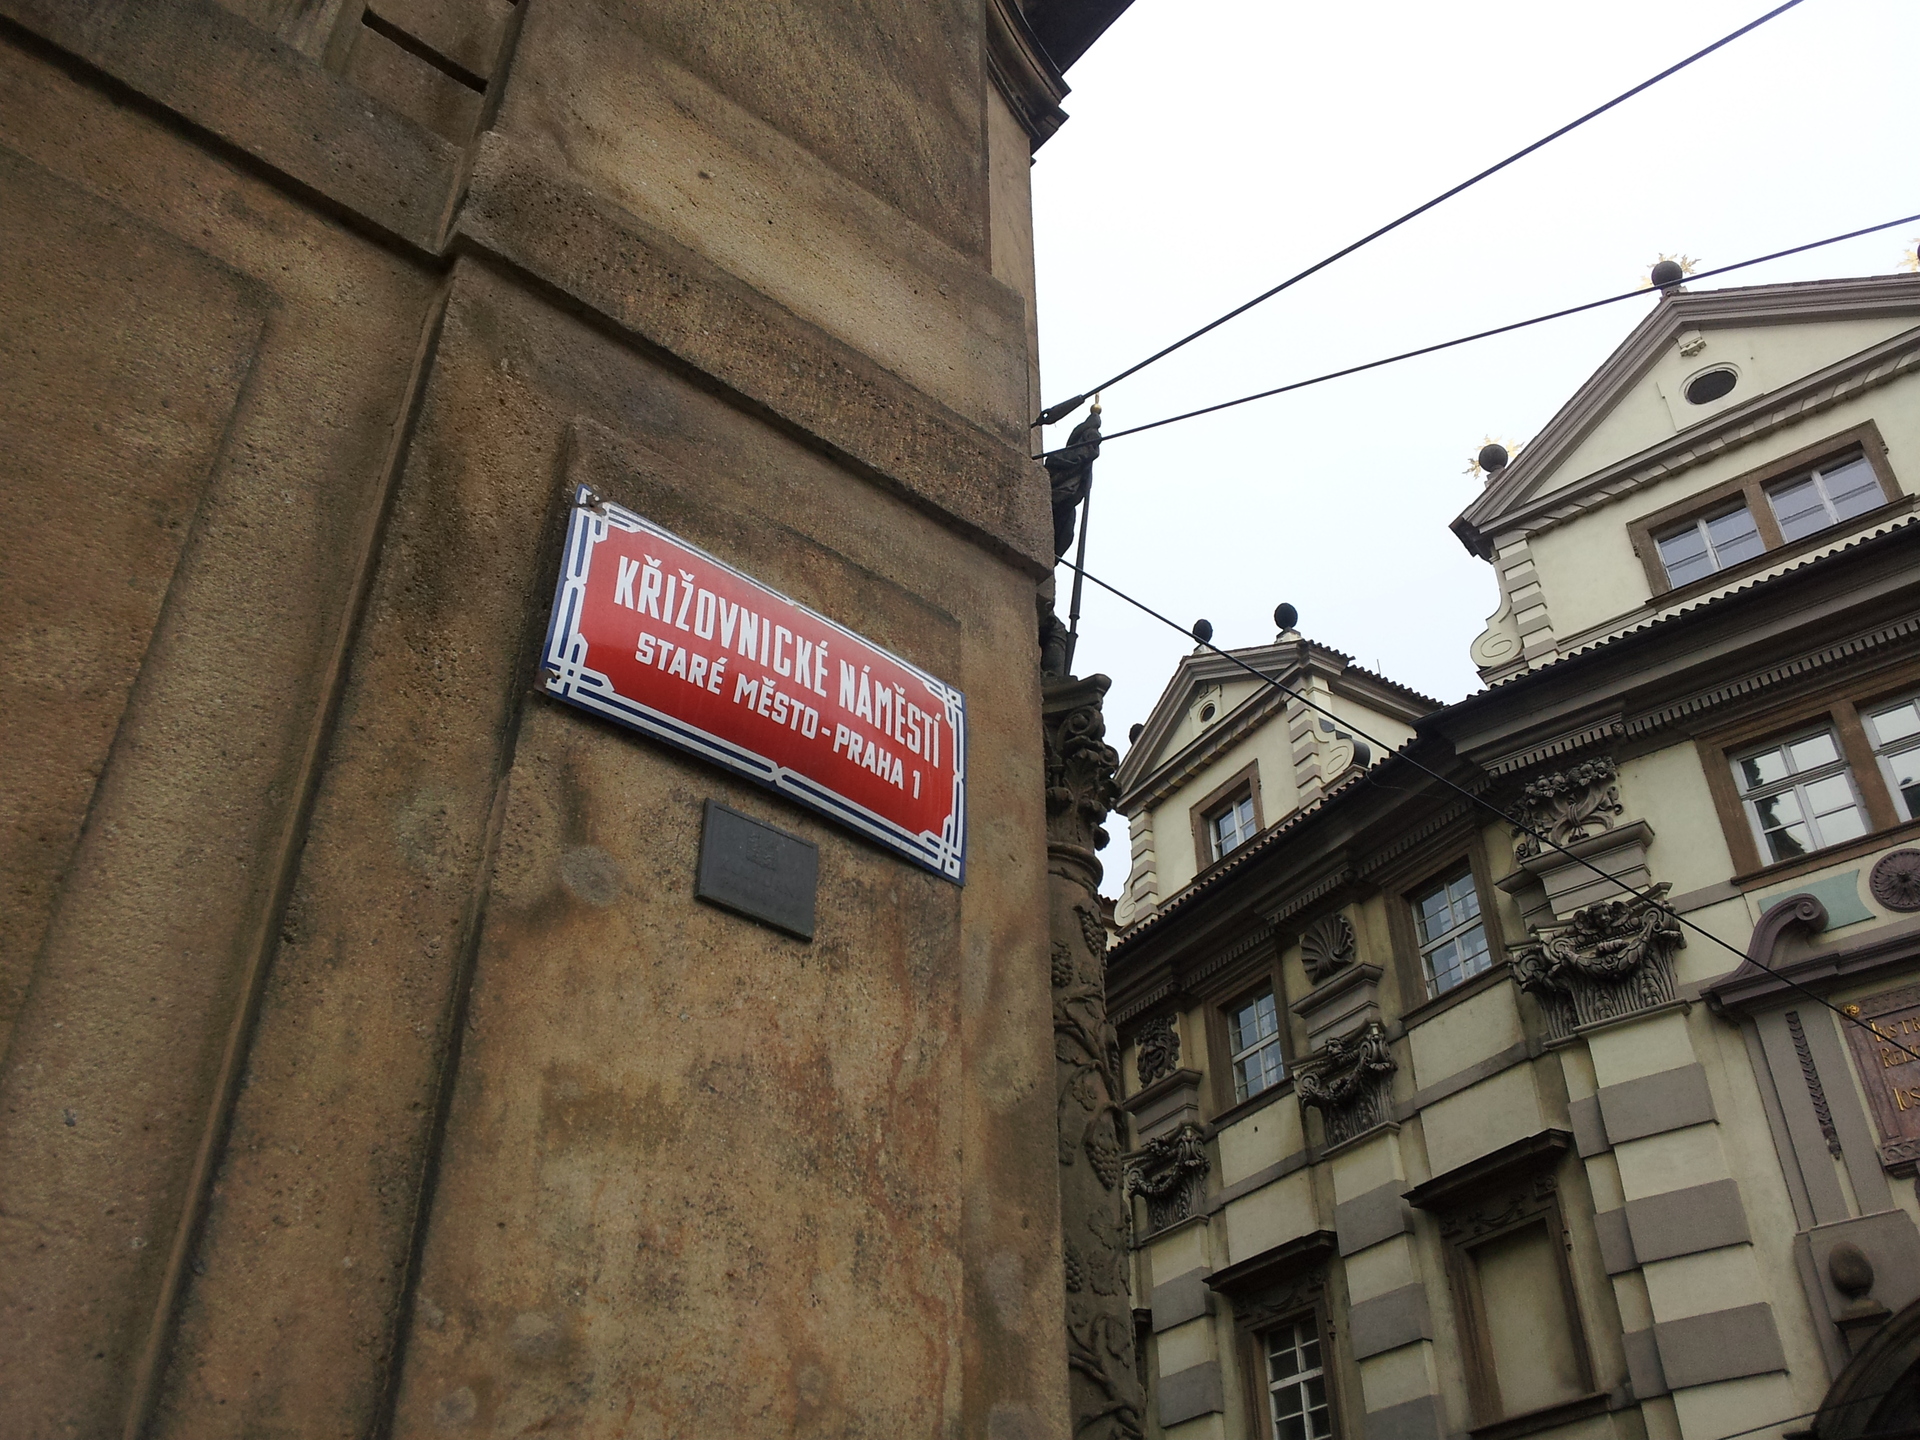 KŘIŽOVNICKÉ NÁMĚSTÍ
STARÉ MĚSTO - PRAHA 1